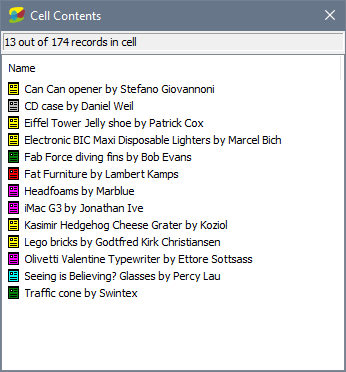 Cell Contents
13 out of 174 records in cell
Name
Can Can opener by Stefano Giovannoni
CD case by Daniel Weil
Eiffel Tower Jelly shoe by Patrick Cox
Electronic BIC Maxi Disposable Lighters by Marcel Bich
Fab Force diving fins by Bob Evans
Fat Furniture by Lambert Kamps
Headfoams by Marblue
iMac G3 by Jonathan Ive
Kasimir Hedgehog Cheese Grater by Koziol
Lego bricks by Godtfred Kirk Christiansen
Olivetti Valentine Typewriter by Ettore Sottsass
Seeing is Believing? Glasses by Percy Lau
Traffic cone by Swintex